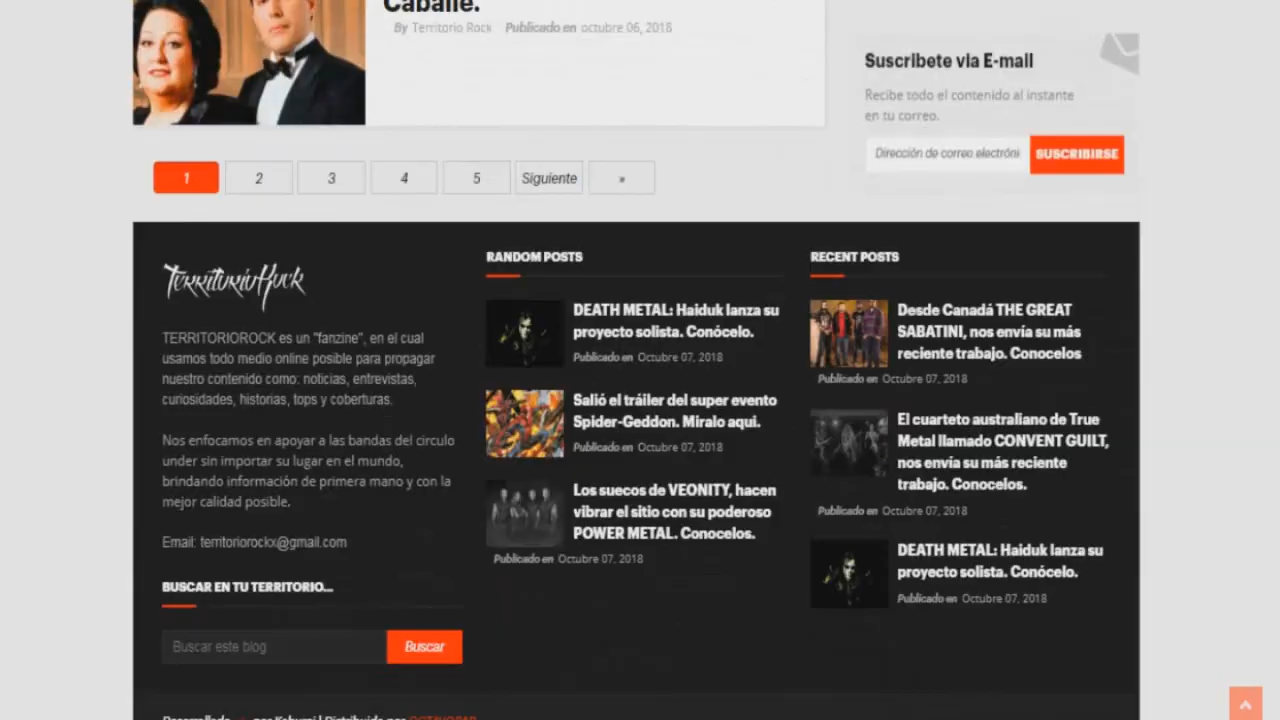 Caballé.
By Territorio Rock Publicado en octubre 06, 2018
Suscribete via E-mail
Recibe todo el contenido al instante
en tu correo.
Dirección de correo electróni
SUSCRIBIRSE
1 2 3 4 5 Siguiente »
TerritorioRock
TERRITORIOROCK es un "fanzine", en el cual
usamos todo medio online posible para propagar
nuestro contenido como: noticias, entrevistas,
curiosidades, historias, tops y coberturas.
Nos enfocamos en apoyar a las bandas del circulo
under sin importar su lugar en el mundo,
brindando información de primera mano y con la
mejor calidad posible.
Email: territoriorockx@gmail.com
BUSCAR EN TU TERRITORIO...
Buscar este blog
Buscar
RANDOM POSTS
DEATH METAL: Haiduk lanza su
proyecto solista. Conócelo.
Publicado en Octubre 07, 2018
Salió el tráiler del super evento
Spider-Geddon. Miralo aqui.
Publicado en Octubre 07, 2018
Los suecos de VEONITY, hacen
vibrar el sitio con su poderoso
POWER METAL. Conocelos.
Publicado en Octubre 07, 2018
RECENT POSTS
Desde Canadá THE GREAT
SABATINI, nos envía su más
reciente trabajo. Conocelos
Publicado en Octubre 07, 2018
El cuarteto australiano de True
Metal llamado CONVENT GUILT,
nos envia su más reciente
trabajo. Conocelos.
Publicado en Octubre 07, 2018
DEATH METAL: Haiduk lanza su
proyecto solista. Conócelo.
Publicado en Octubre 07, 2018